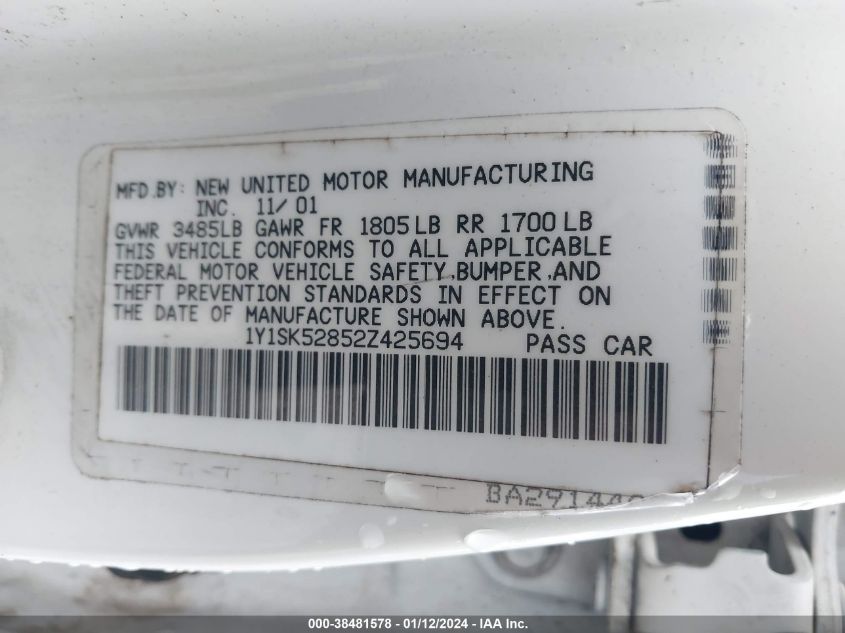 MFD.BY: NEW UNITED MOTOR MANUFACTURING
INC. 11/01
GVWR 3485LB GAWR FR 1805LB RR 1700LB
THIS VEHICLE CONFORMS TO ALL APPLICABLE
FEDERAL MOTOR VEHICLE SAFETY,BUMPER,AND
THEFT PREVENTION STANDARDS IN EFFECT ON
THE DATE OF MANUFACTURE SHOWN ABOVE.
1Y1SK52852Z425694 PASS CAR
000-38481578 - 01/12/2024 - IAA Inc.